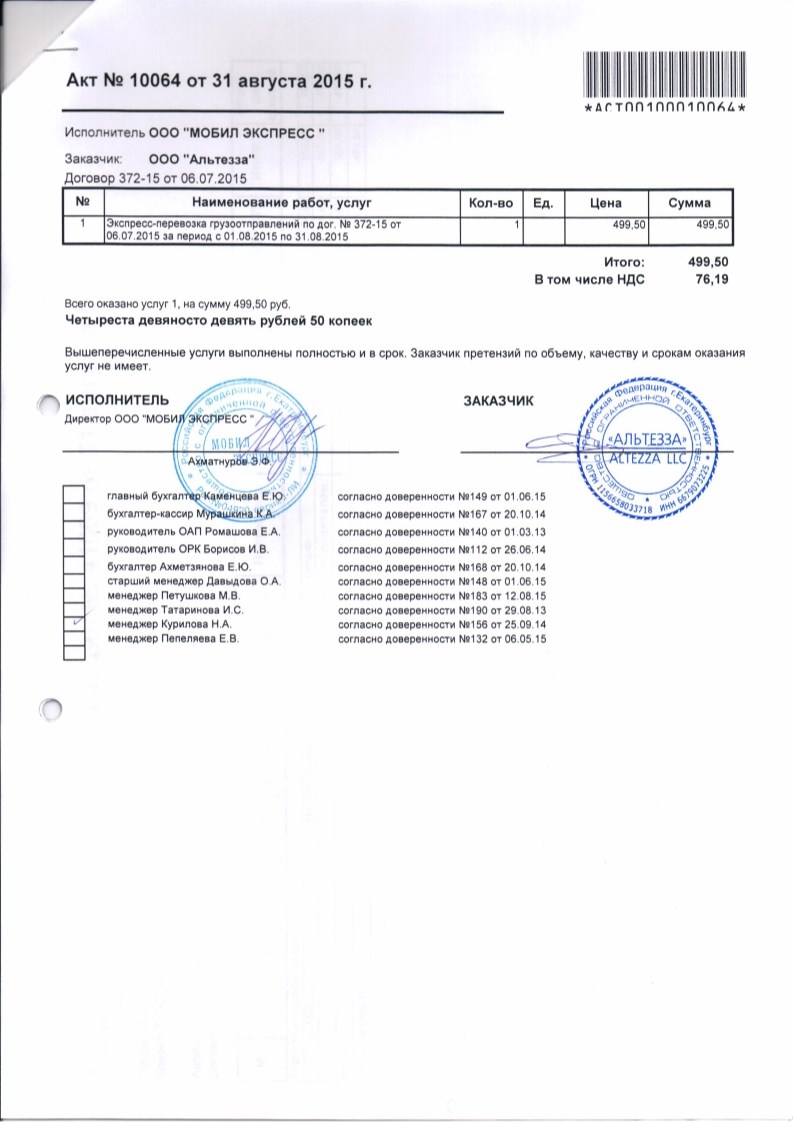 Акт № 10064 от 31 августа 2015 г.
*ACT00100010064*
Исполнитель ООО "МОБИЛ ЭКСПРЕСС "
Заказчик: ООО "Альтезза"
Договор 372-15 от 06.07.2015
№ Наименование работ, услуг Кол-во Ед. Цена Сумма
1 Экспресс-перевозка грузоотправлений по дог. № 372-15 от 1 499,50 499,50
06.07.2015 за период с 01.08.2015 по 31.08.2015
Итого: 499,50
В том числе НДС 76,19
Всего оказано услуг 1, на сумму 499,50 руб.
Четыреста девяносто девять рублей 50 копеек
Вышеперечисленные услуги выполнены полностью и в срок. Заказчик претензий по объему, качеству и срокам оказания
услуг не имеет.
ИСПОЛНИТЕЛЬ ЗАКАЗЧИК
Директор ООО "МОБИЛ ЭКСПРЕСС "
Ахматнуров Э.Ф.
МОБИЛ
ЭКСПРЕСС
Российская Федерация г.Екатеринбург
ОГРАНИЧЕННОЙ ОТВЕТСТВЕННОСТЬЮ
ОБЩЕСТВО
«АЛЬТЕЗЗА»
ALTEZZA LLC
ОГРН 1156658033718 ИНН 6679073225
главный бухгалтер Каменцева Е.Ю. согласно доверенности №149 от 01.06.15
бухгалтер-кассир Мурашкина К.А. согласно доверенности №167 от 20.10.14
руководитель ОАП Ромашова Е.А. согласно доверенности №140 от 01.03.13
руководитель ОРК Борисов И.В. согласно доверенности №112 от 26.06.14
бухгалтер Ахметзянова Е.Ю. согласно доверенности №168 от 20.10.14
старший менеджер Давыдова О.А. согласно доверенности №148 от 01.06.15
менеджер Петушкова М.В. согласно доверенности №183 от 12.08.15
менеджер Татаринова И.С. согласно доверенности №190 от 29.08.13
менеджер Курилова Н.А. согласно доверенности №156 от 25.09.14
менеджер Пепеляева Е.В. согласно доверенности №132 от 06.05.15